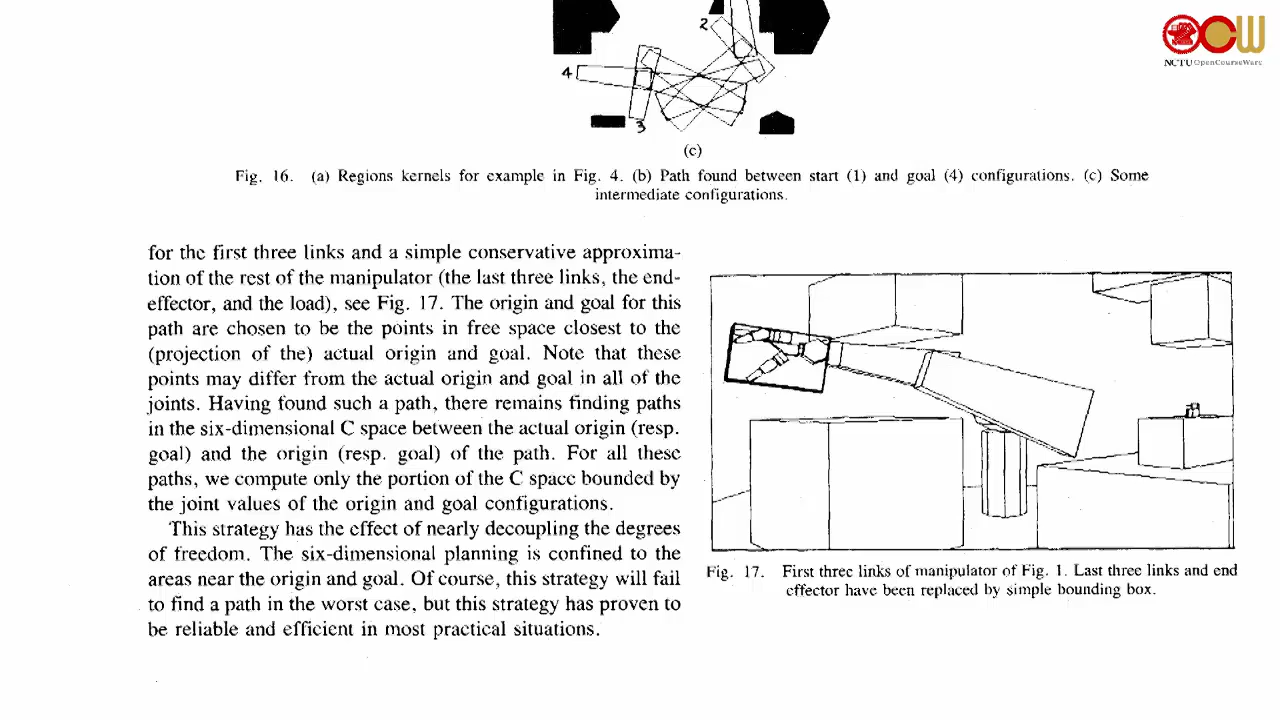 NCTU OpenCourseWare
2
4
3
(c)
Fig. 16. (a) Regions kernels for example in Fig. 4. (b) Path found between start (1) and goal (4) configurations. (c) Some
intermediate configurations.
for the first three links and a simple conservative approxima-
tion of the rest of the manipulator (the last three links, the end-
effector, and the load), see Fig. 17. The origin and goal for this
path are chosen to be the points in free space closest to the
(projection of the) actual origin and goal. Note that these
points may differ from the actual origin and goal in all of the
joints. Having found such a path, there remains finding paths
in the six-dimensional C space between the actual origin (resp.
goal) and the origin (resp. goal) of the path. For all these
paths, we compute only the portion of the C space bounded by
the joint values of the origin and goal configurations.
This strategy has the effect of nearly decoupling the degrees
of freedom. The six-dimensional planning is confined to the
areas near the origin and goal. Of course, this strategy will fail
to find a path in the worst case, but this strategy has proven to
be reliable and efficient in most practical situations.
Fig. 17. First three links of manipulator of Fig. 1. Last three links and end
effector have been replaced by simple bounding box.